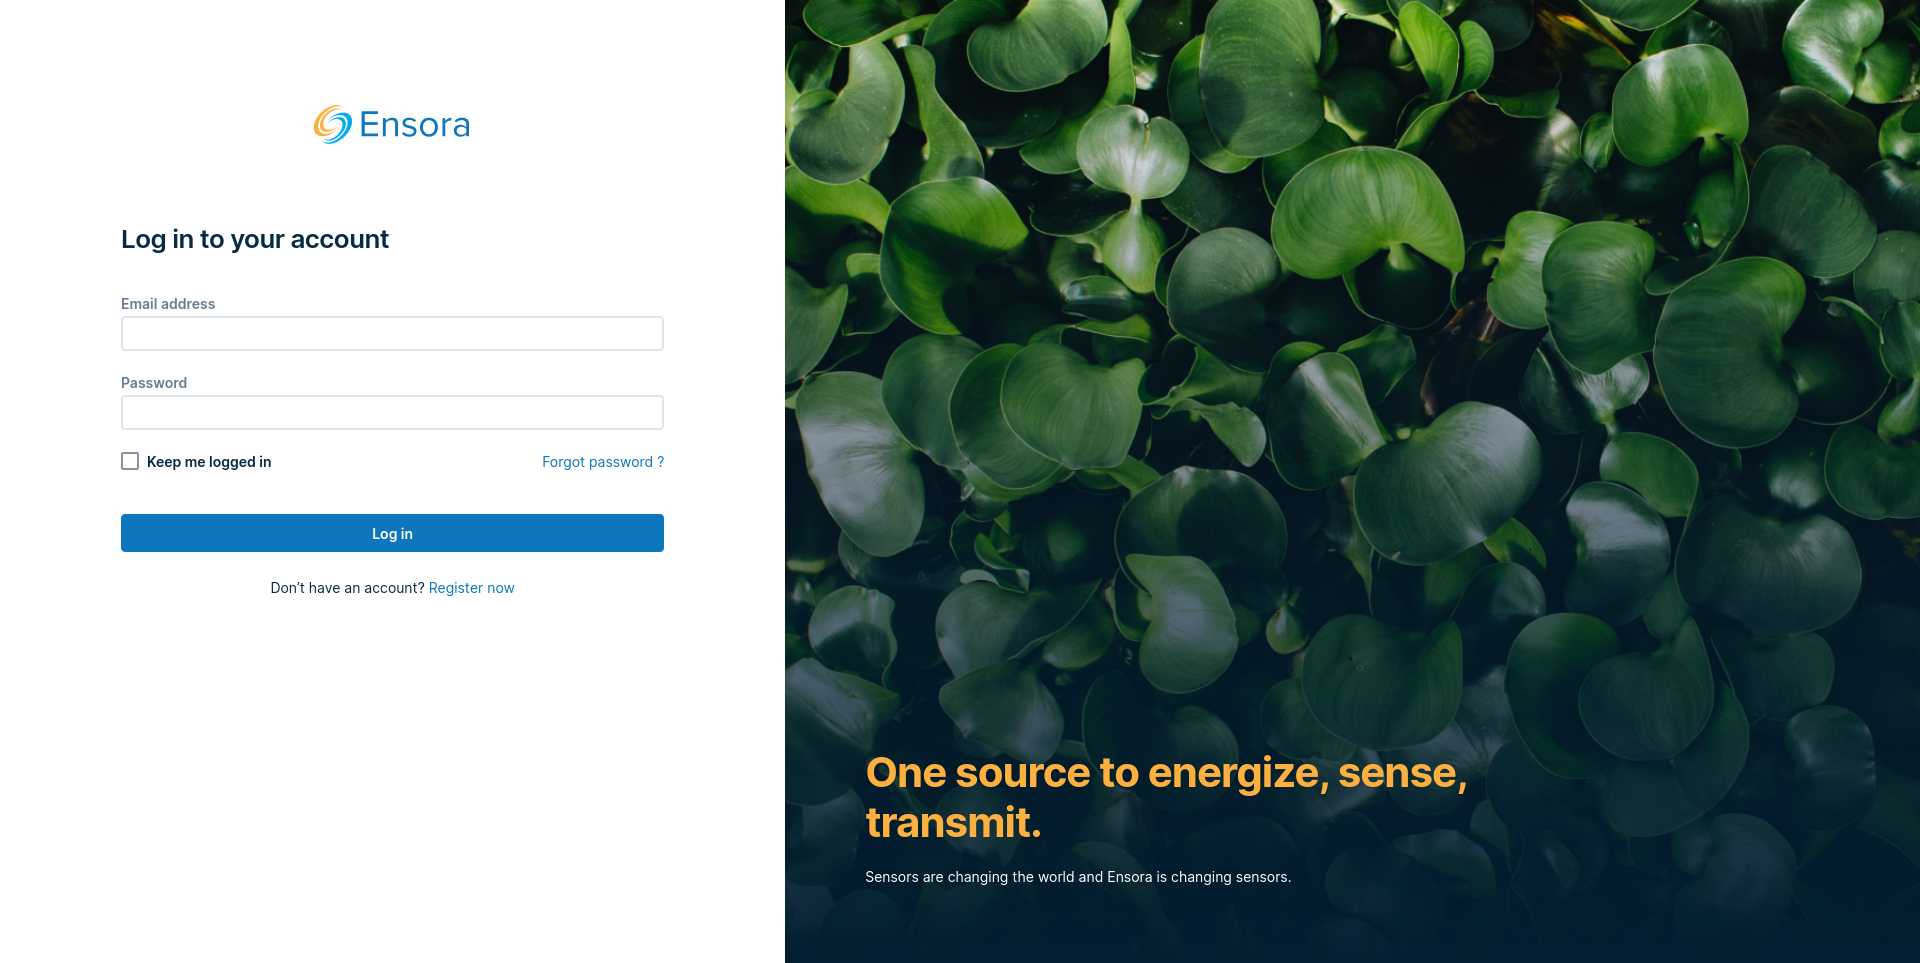 Ensora
Log in to your account
Email address
Password
Keep me logged in
Forgot password ?
Log in
Don’t have an account? Register now
One source to energize, sense,
transmit.
Sensors are changing the world and Ensora is changing sensors.